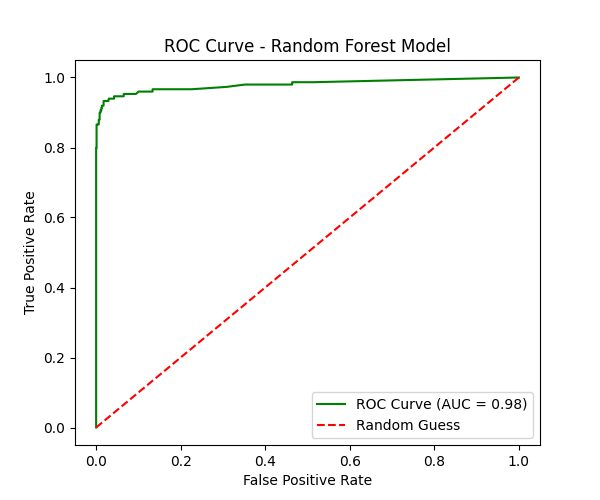 ROC Curve - Random Forest Model
1.0
0.8
0.6
0.4
0.2
0.0
True Positive Rate
ROC Curve (AUC = 0.98)
Random Guess
0.0 0.2 0.4 0.6 0.8 1.0
False Positive Rate